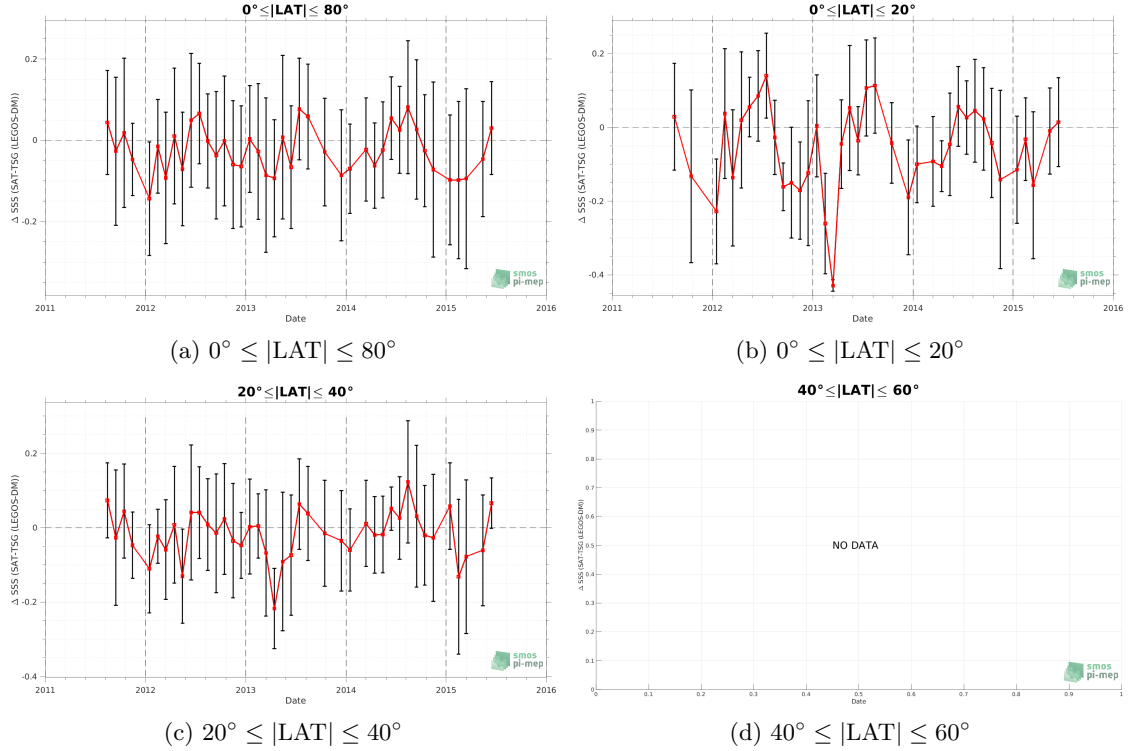 0°≤|LAT|≤ 80°
Δ SSS (SAT-TSG (LEGOS-DM))
0.2
0
-0.2
2011 2012 2013 2014 2015 2016
Date
smos
pi-mep
(a) 0° ≤ |LAT| ≤ 80°
0°≤|LAT|≤ 20°
Δ SSS (SAT-TSG (LEGOS-DM))
0.2
0
-0.2
-0.4
2011 2012 2013 2014 2015 2016
Date
smos
pi-mep
(b) 0° ≤ |LAT| ≤ 20°
20°≤|LAT|≤ 40°
Δ SSS (SAT-TSG (LEGOS-DM))
0.2
0
-0.2
-0.4
2011 2012 2013 2014 2015 2016
Date
smos
pi-mep
(c) 20° ≤ |LAT| ≤ 40°
40°≤|LAT|≤ 60°
Δ SSS (SAT-TSG (LEGOS-DM))
1
0.9
0.8
0.7
0.6
0.5
0.4
0.3
0.2
0.1
0
NO DATA
0 0.1 0.2 0.3 0.4 0.5 0.6 0.7 0.8 0.9 1
Date
smos
pi-mep
(d) 40° ≤ |LAT| ≤ 60°